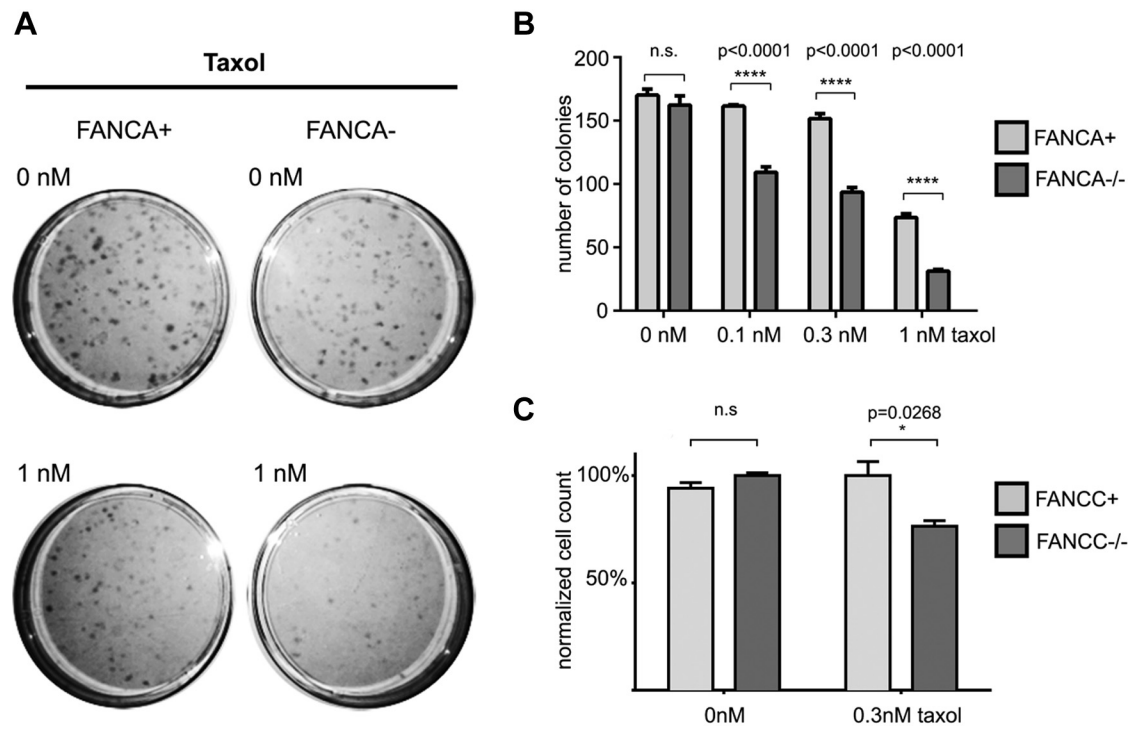 A
Taxol
FANCA+ FANCA-
0 nM 0 nM
1 nM 1 nM
B
n.s. p<0.0001 p<0.0001 p<0.0001
**** **** ****
200
150
100
50
0
number of colonies
0 nM 0.1 nM 0.3 nM 1 nM taxol
FANCA+
FANCA-/-
C
n.s p=0.0268
*
100%
50%
normalized cell count
0nM 0.3nM taxol
FANCC+
FANCC-/-